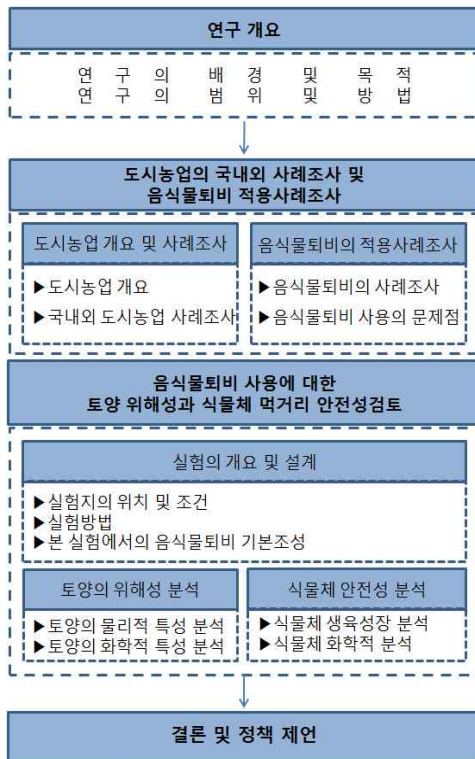 연구 개요
연 구 의 배 경 및 목 적
연 구 의 범 위 및 방 법
도시농업의 국내외 사례조사 및
음식물퇴비 적용사례조사
도시농업 개요 및 사례조사
▶도시농업 개요
▶국내외 도시농업 사례조사
음식물퇴비의 적용사례조사
▶음식물퇴비의 사례조사
▶음식물퇴비 사용의 문제점
음식물퇴비 사용에 대한
토양 위해성과 식물체 먹거리 안전성검토
실험의 개요 및 설계
▶실험지의 위치 및 조건
▶실험방법
▶본 실험에서의 음식물퇴비 기본조성
토양의 위해성 분석
▶토양의 물리적 특성 분석
▶토양의 화학적 특성 분석
식물체 안전성 분석
▶식물체 생육성장 분석
▶식물체 화학적 분석
결론 및 정책 제언